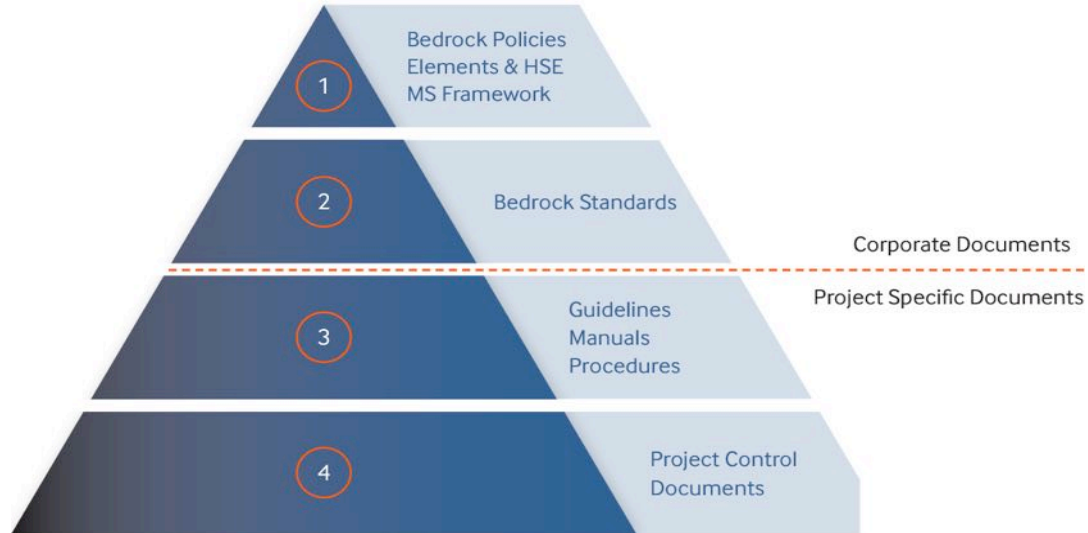 1
Bedrock Policies
Elements & HSE
MS Framework
2
Bedrock Standards
Corporate Documents
Project Specific Documents
3
Guidelines
Manuals
Procedures
4
Project Control
Documents